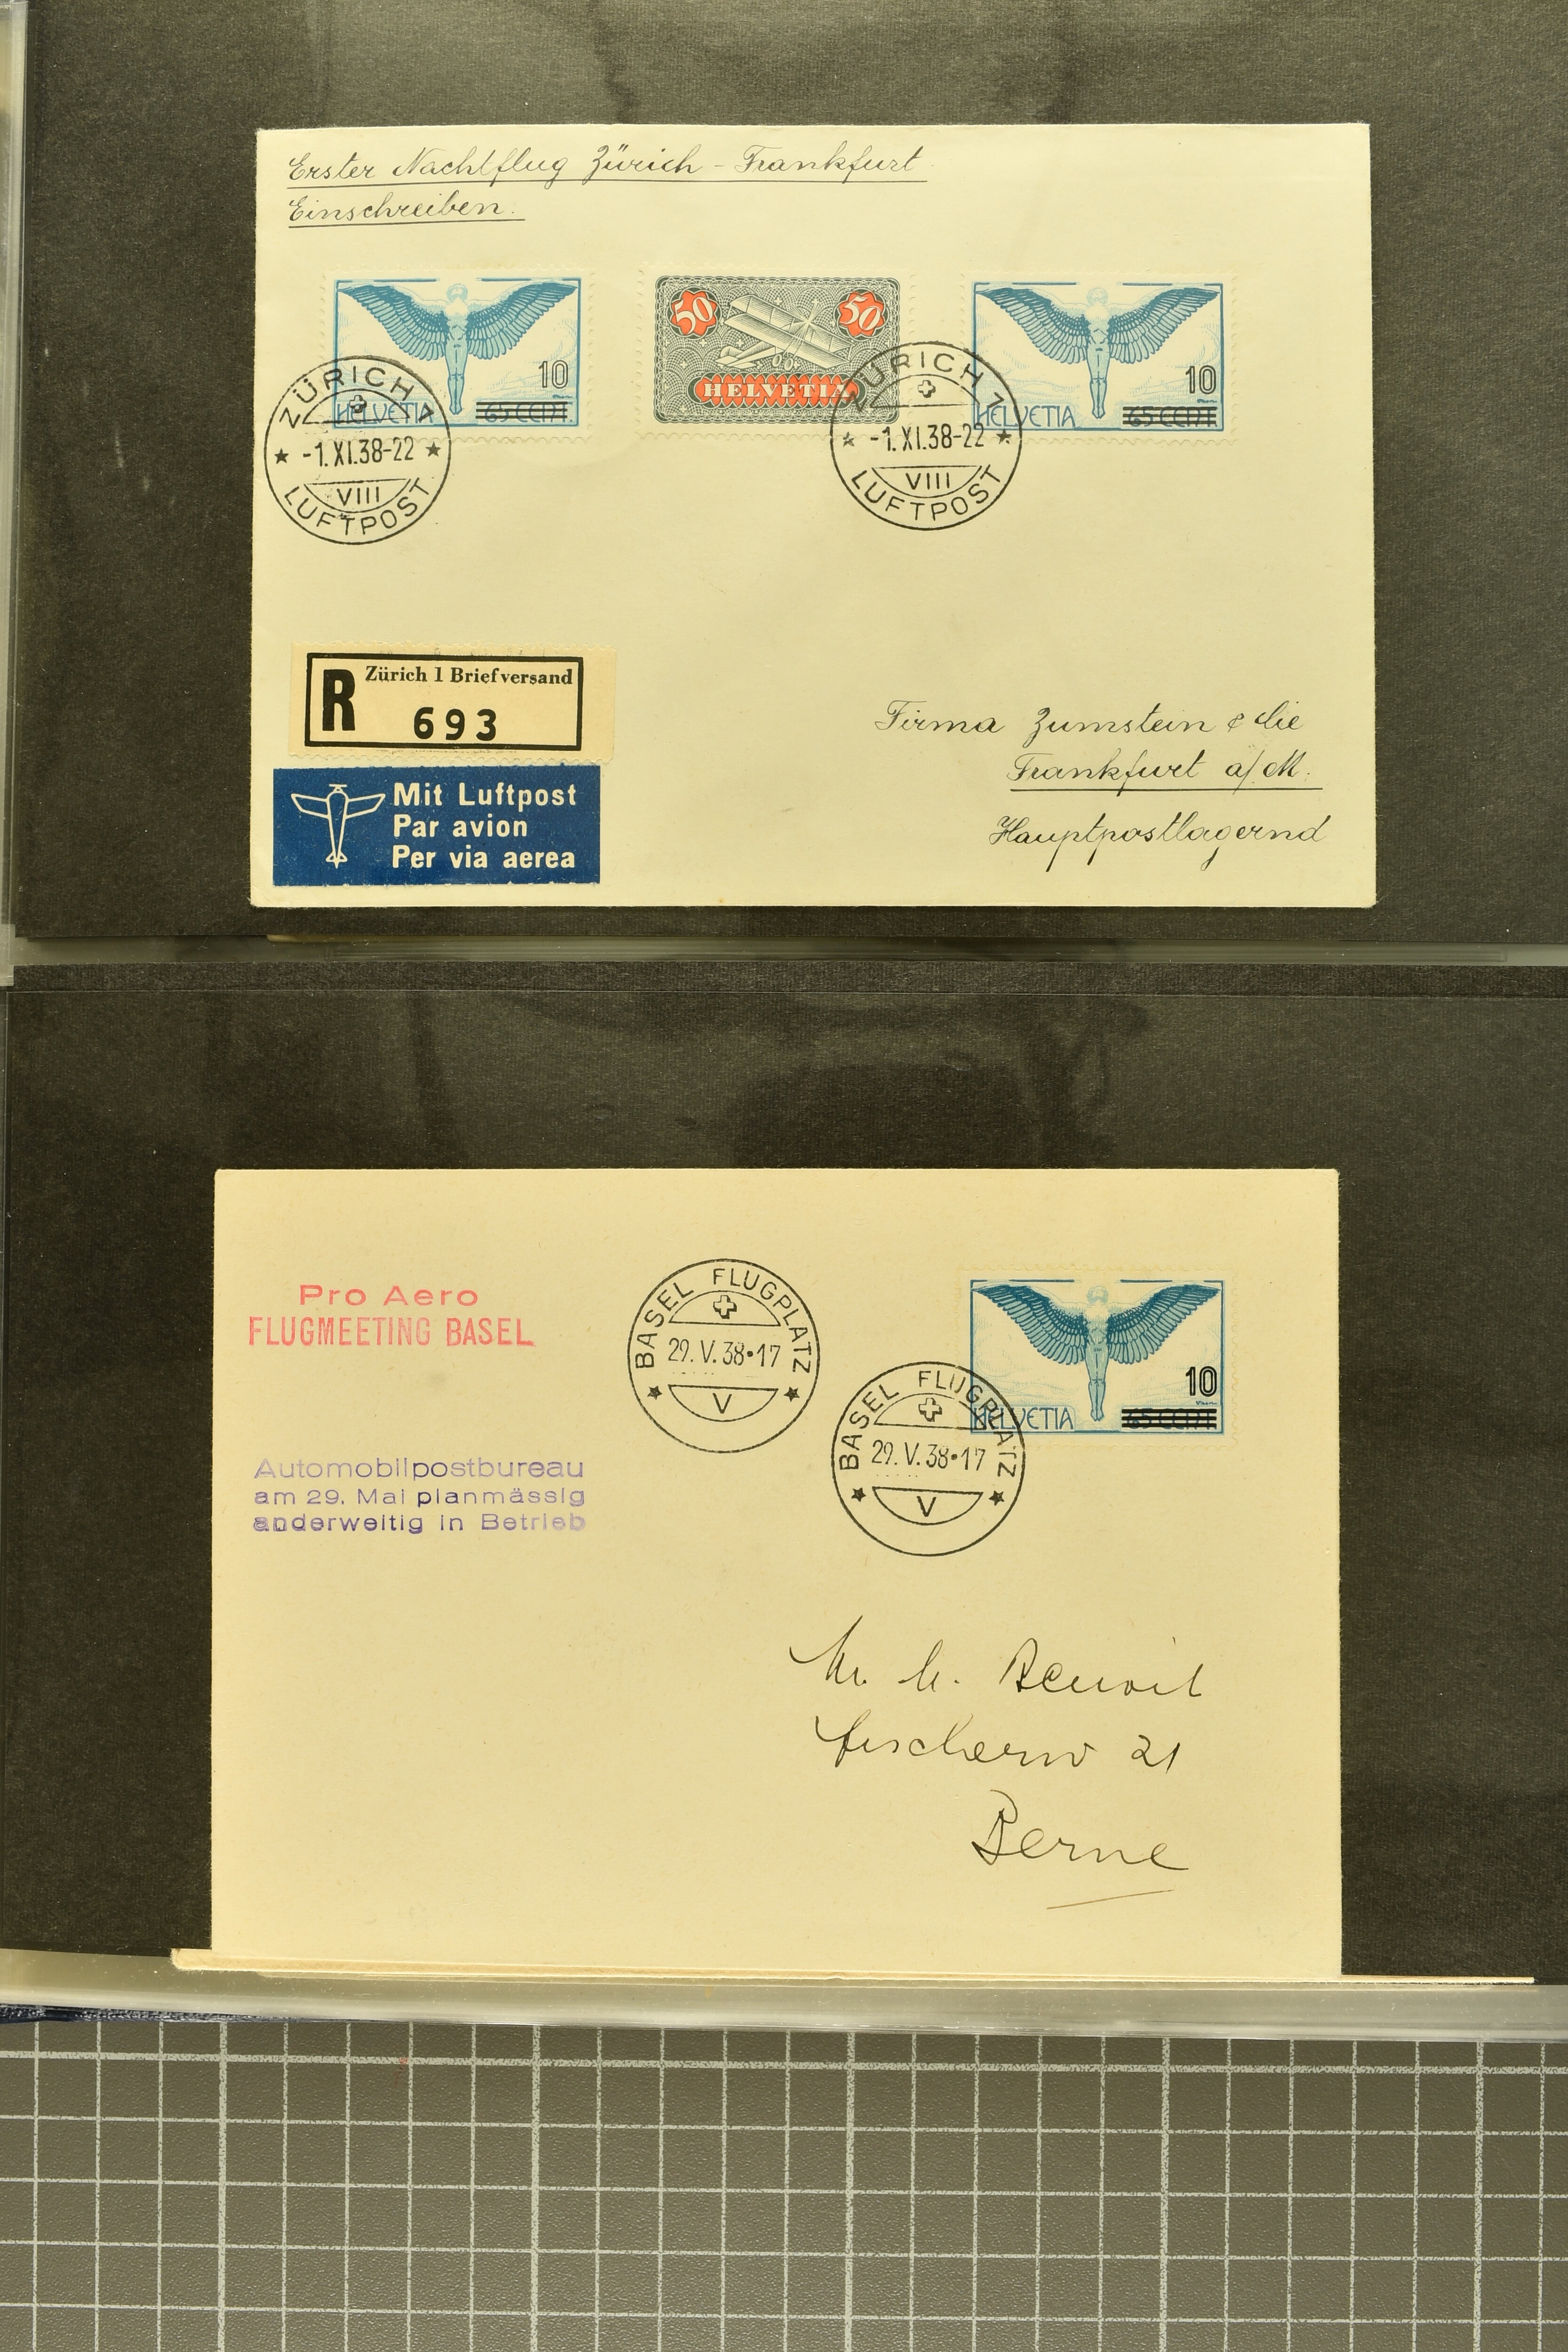 Erster Nachtflug Zürich - Frankfurt
Einschreiben.
10
HELVETIA 65 CENT.
50 50
HELVETIA
10
HELVETIA 65 CENT.
ZÜRICH 1
-1.XI.38-22
VIII
LUFTPOST
ZÜRICH 1
-1.XI.38-22
VIII
LUFTPOST
R Zürich 1 Briefversand
693
Mit Luftpost
Par avion
Per via aerea
Firma Zumstein & Cie
Frankfurt a/M.
Hauptpostlagernd
Pro Aero
FLUGMEETING BASEL
BASEL FLUGPLATZ
29.V.38•17
V
10
HELVETIA 65 CENT.
BASEL FLUGPLATZ
29.V.38•17
V
Automobilpostbureau
am 29. Mai planmässig
anderweitig in Betrieb
21
Berne